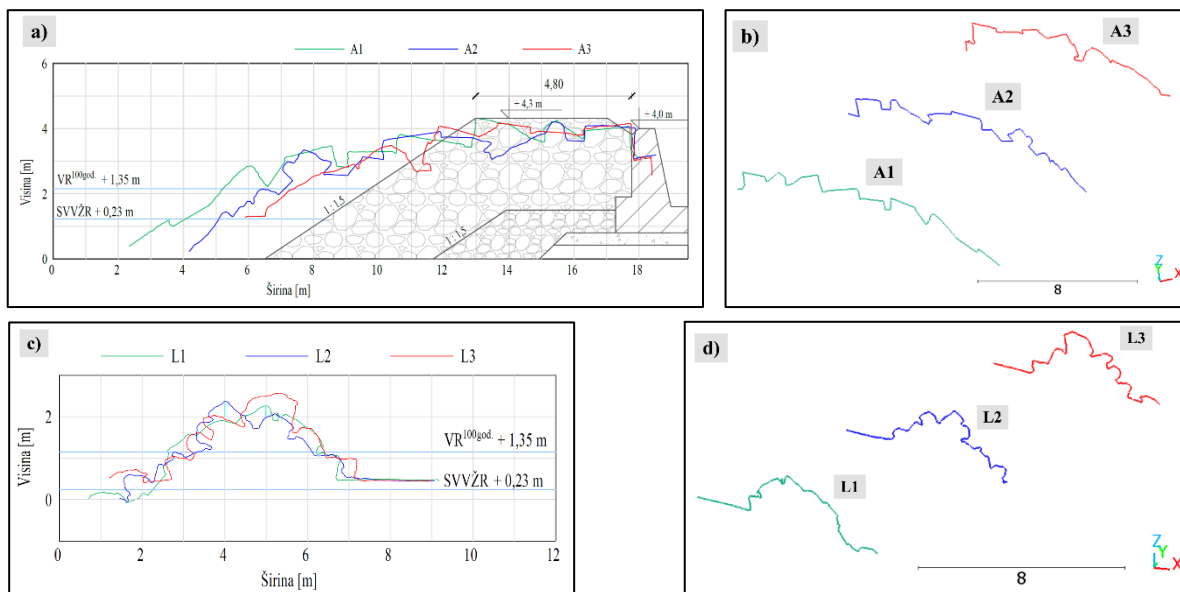 a)
A1 A2 A3
6
4
2
0
Visina [m]
4,80
+ 4,3 m
+ 4,0 m
VR100god. + 1,35 m
SVVŽR + 0,23 m
1 : 1,5
1 : 1,5
0 2 4 6 8 10 12 14 16 18
Širina [m]
b)
A3
A2
A1
8
Z
Y
X
c)
L1 L2 L3
2
0
Visina [m]
VR100god. + 1,35 m
SVVŽR + 0,23 m
0 2 4 6 8 10 12
Širina [m]
d)
L3
L2
L1
8
Z
Y
X